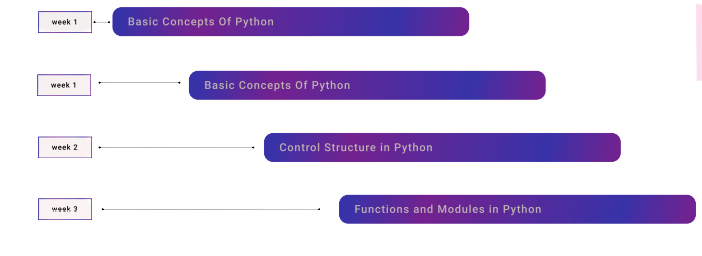 week 1
Basic Concepts Of Python
week 1
Basic Concepts Of Python
week 2
Control Structure in Python
week 3
Functions and Modules in Python